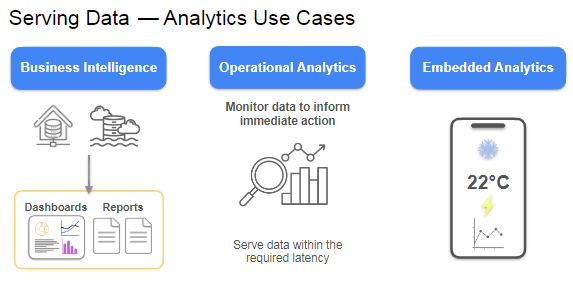 Serving Data — Analytics Use Cases
Business Intelligence
Operational Analytics
Embedded Analytics
Monitor data to inform
immediate action
Dashboards
Reports
Serve data within the
required latency
22°C